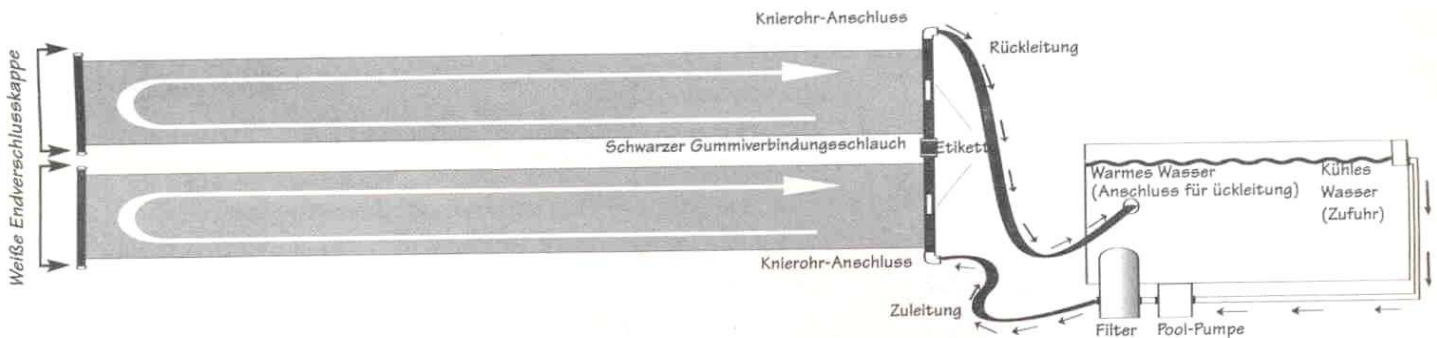 Knierohr-Anschluss
Rückleitung
Weiße Endverschlusskappe
Schwarzer Gummiverbindungsschlauch
Etikett
Warmes Wasser
(Anschluss für ückleitung)
Kühles
Wasser
(Zufuhr)
Knierohr-Anschluss
Zuleitung
Filter
Pool-Pumpe